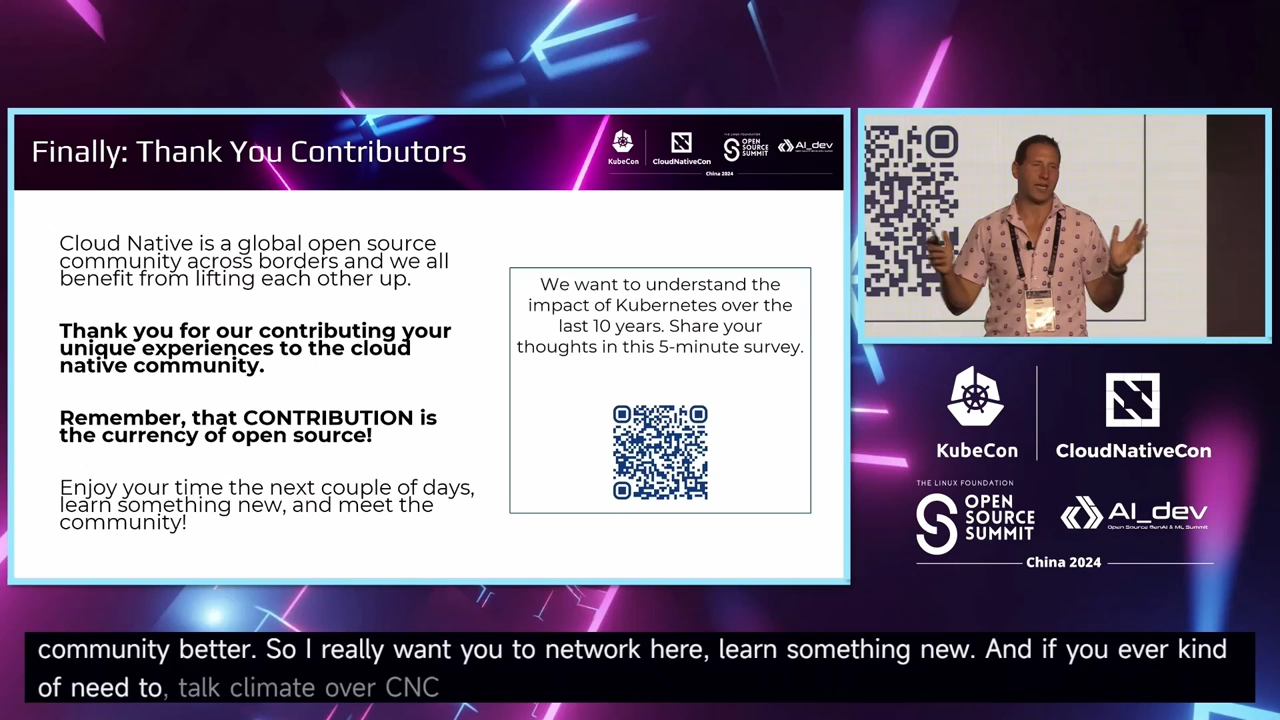 Finally: Thank You Contributors
KubeCon
CloudNativeCon
THE LINUX FOUNDATION
OPEN
SOURCE
SUMMIT
AI_dev
China 2024
Cloud Native is a global open source
community across borders and we all
benefit from lifting each other up.
Thank you for our contributing your
unique experiences to the cloud
native community.
Remember, that CONTRIBUTION is
the currency of open source!
Enjoy your time the next couple of days,
learn something new, and meet the
community!
We want to understand the
impact of Kubernetes over the
last 10 years. Share your
thoughts in this 5-minute survey.
KubeCon
CloudNativeCon
THE LINUX FOUNDATION
OPEN
SOURCE
SUMMIT
AI_dev
Open Source GenAI & ML Summit
China 2024
community better. So I really want you to network here, learn something new. And if you ever kind
of need to, talk climate over CNC